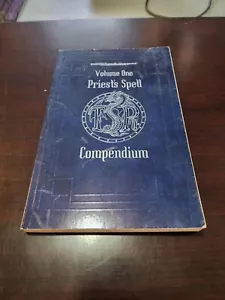 Volume One
Priest's Spell
TSR
Compendium